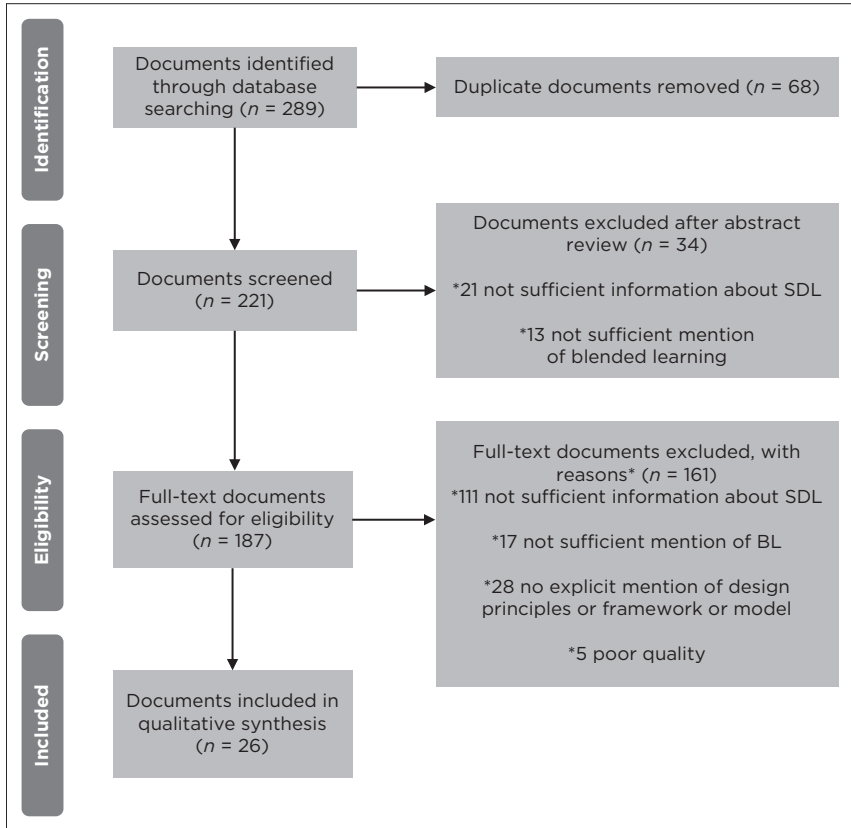 Identification
Documents identified
through database
searching (n = 289)
Duplicate documents removed (n = 68)
Screening
Documents screened
(n = 221)
Documents excluded after abstract
review (n = 34)
*21 not sufficient information about SDL
*13 not sufficient mention
of blended learning
Eligibility
Full-text documents
assessed for eligibility
(n = 187)
Full-text documents excluded, with
reasons* (n = 161)
*111 not sufficient information about SDL
*17 not sufficient mention of BL
*28 no explicit mention of design
principles or framework or model
*5 poor quality
Included
Documents included in
qualitative synthesis
(n = 26)